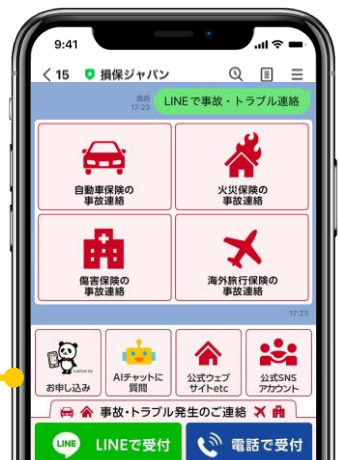 9:41
15 損保ジャパン
既読
17:23
LINEで事故・トラブル連絡
自動車保険の
事故連絡
火災保険の
事故連絡
傷害保険の
事故連絡
海外旅行保険の
事故連絡
17:23
お申し込み
AIチャットに
質問
公式ウェブ
サイトetc
公式SNS
アカウント
事故・トラブル発生のご連絡
LINE LINEで受付
電話で受付